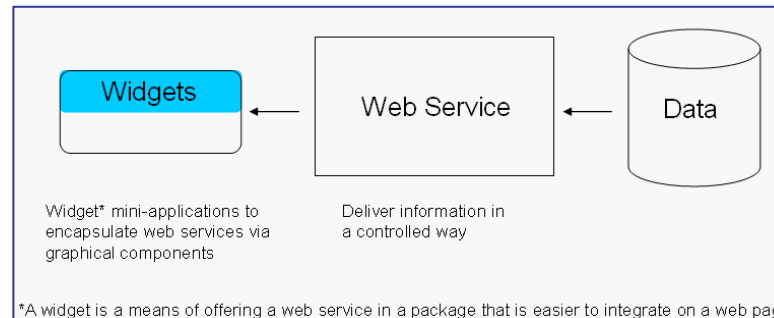 Widgets
Web Service
Data
Widget* mini-applications to
encapsulate web services via
graphical components
Deliver information in
a controlled way
*A widget is a means of offering a web service in a package that is easier to integrate on a web